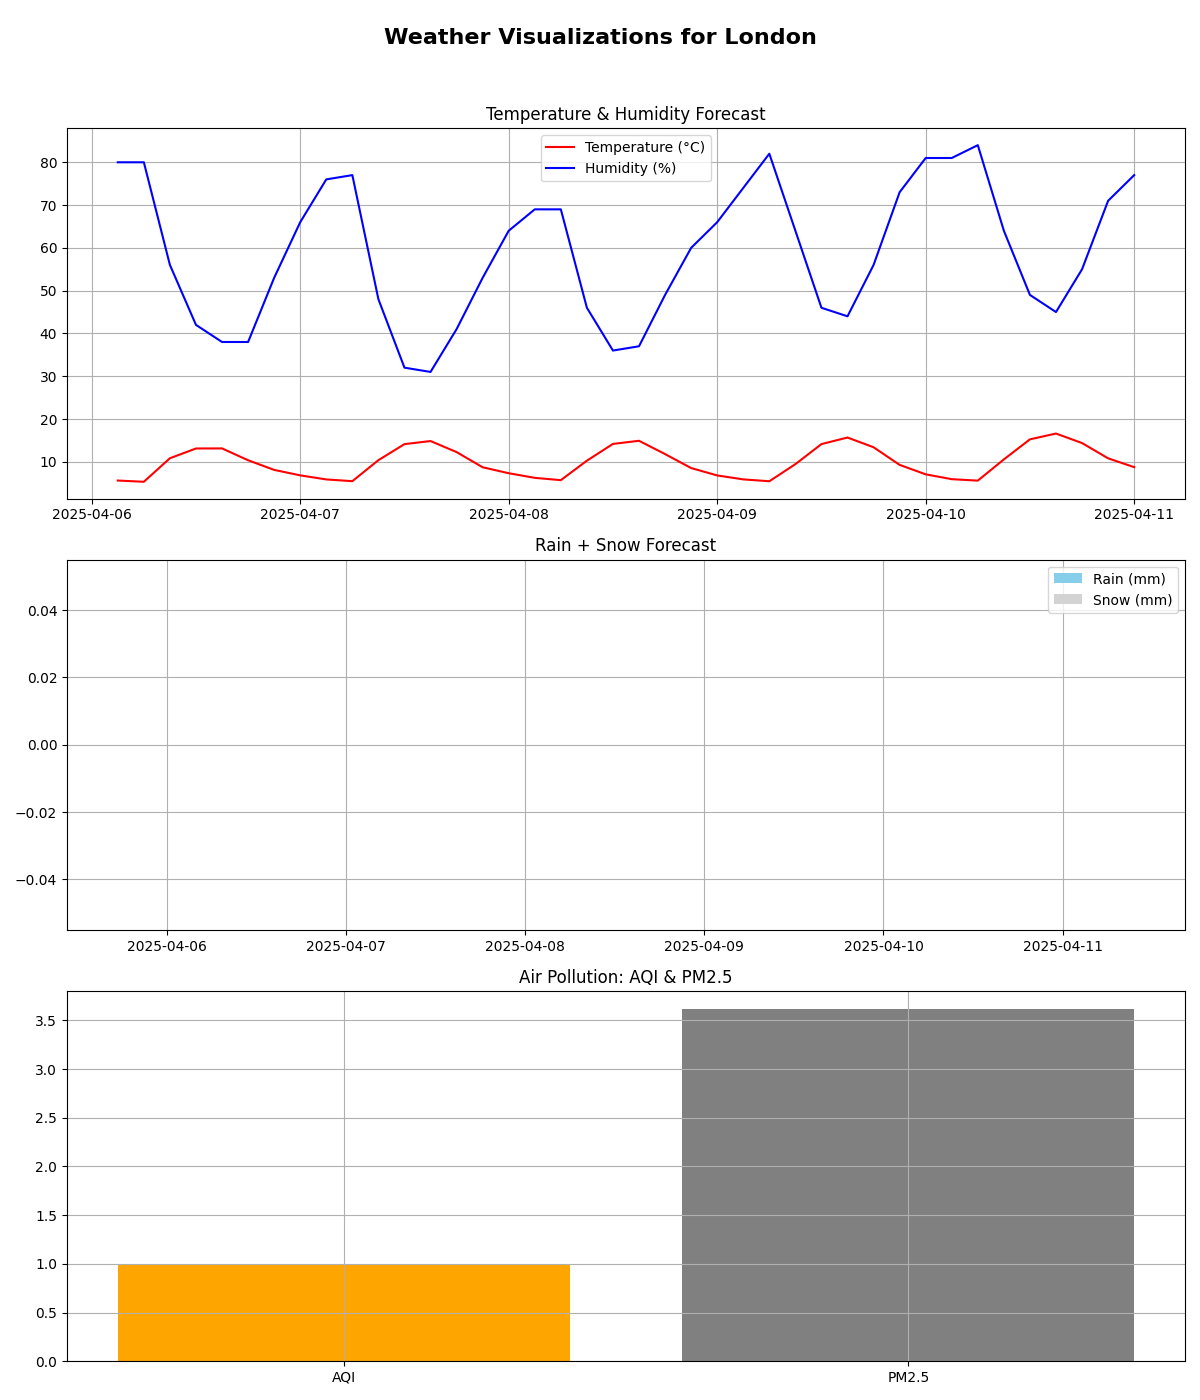 Weather Visualizations for London
Temperature & Humidity Forecast
Temperature (°C)
Humidity (%)
80
70
60
50
40
30
20
10
2025-04-06 2025-04-07 2025-04-08 2025-04-09 2025-04-10 2025-04-11
Rain + Snow Forecast
Rain (mm)
Snow (mm)
0.04
0.02
0.00
−0.02
−0.04
2025-04-06 2025-04-07 2025-04-08 2025-04-09 2025-04-10 2025-04-11
Air Pollution: AQI & PM2.5
3.5
3.0
2.5
2.0
1.5
1.0
0.5
0.0
AQI PM2.5